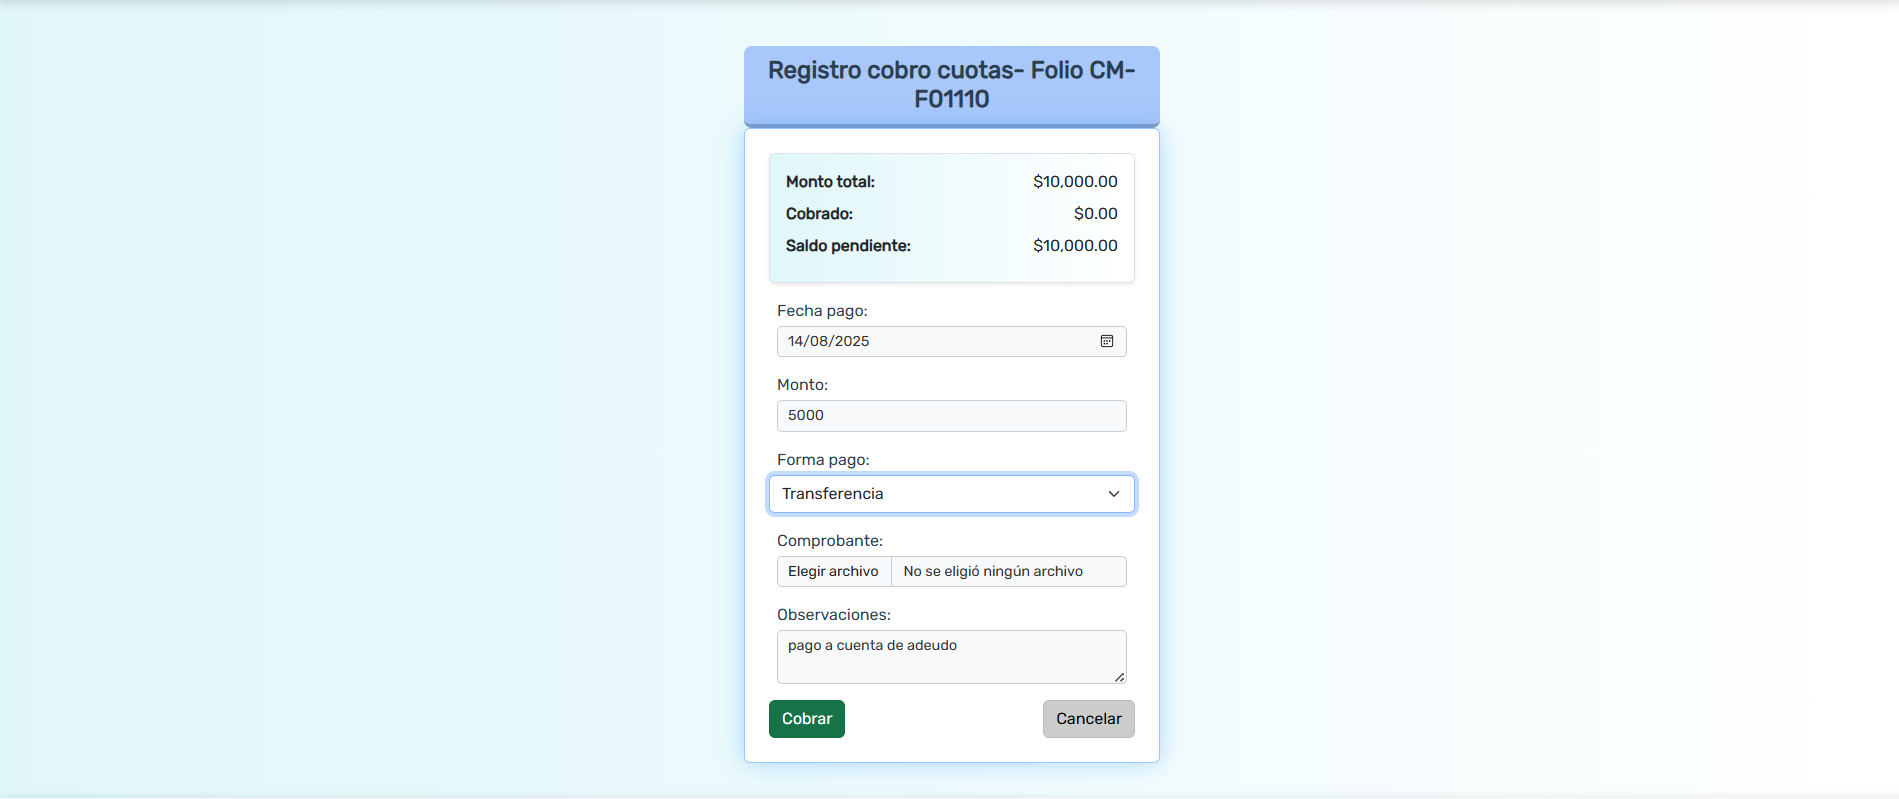 Registro cobro cuotas- Folio CM-
F01110
Monto total: $10,000.00
Cobrado: $0.00
Saldo pendiente: $10,000.00
Fecha pago:
14/08/2025
Monto:
5000
Forma pago:
Transferencia
Comprobante:
Elegir archivo No se eligió ningún archivo
Observaciones:
pago a cuenta de adeudo
Cobrar Cancelar